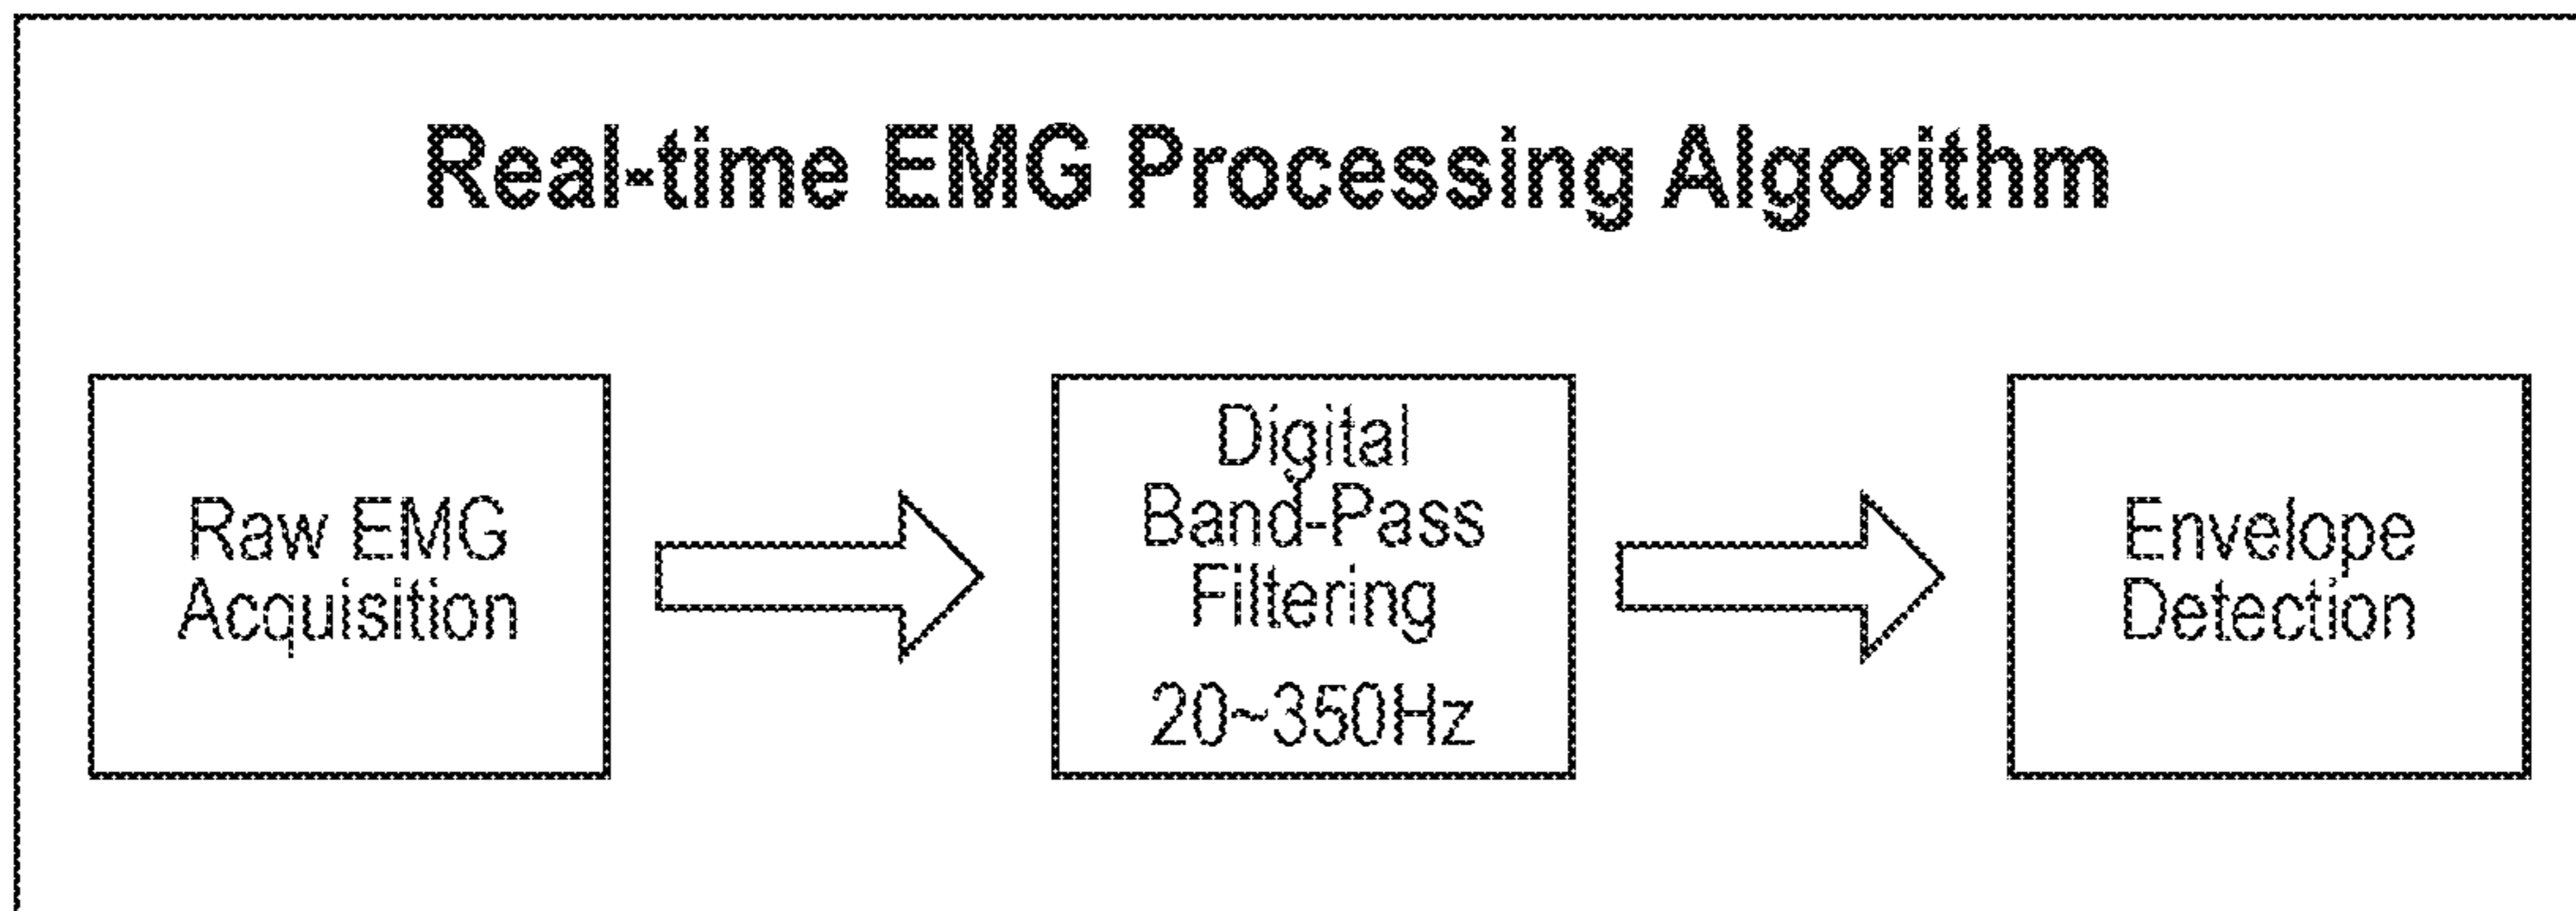 Real-time EMG Processing Algorithm
Raw EMG
Acquisition
Digital
Band-Pass
Filtering
20~350Hz
Envelope
Detection